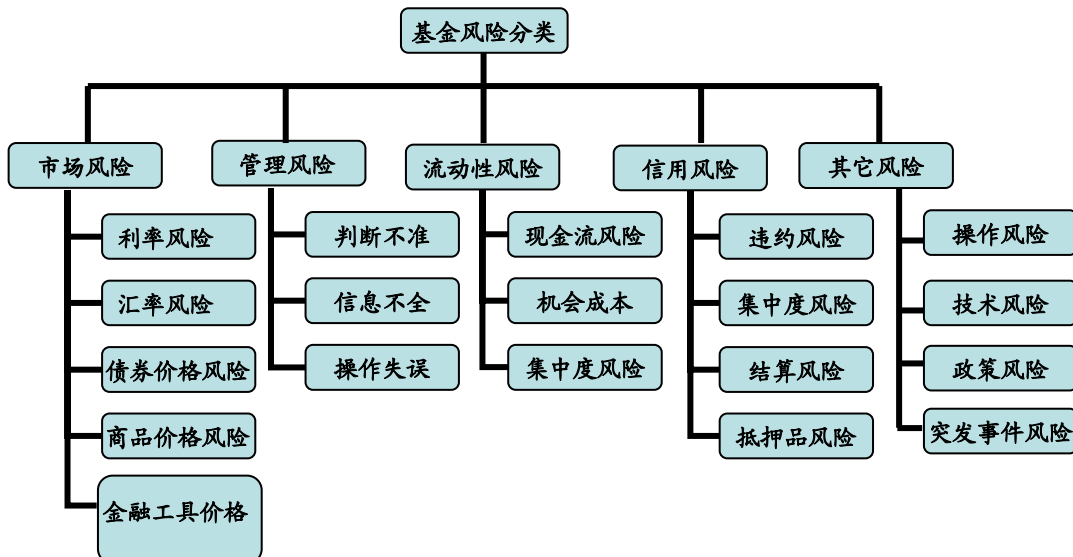 基金风险分类
市场风险
管理风险
流动性风险
信用风险
其它风险
利率风险
汇率风险
债券价格风险
商品价格风险
金融工具价格
判断不准
信息不全
操作失误
现金流风险
机会成本
集中度风险
违约风险
集中度风险
结算风险
抵押品风险
操作风险
技术风险
政策风险
突发事件风险